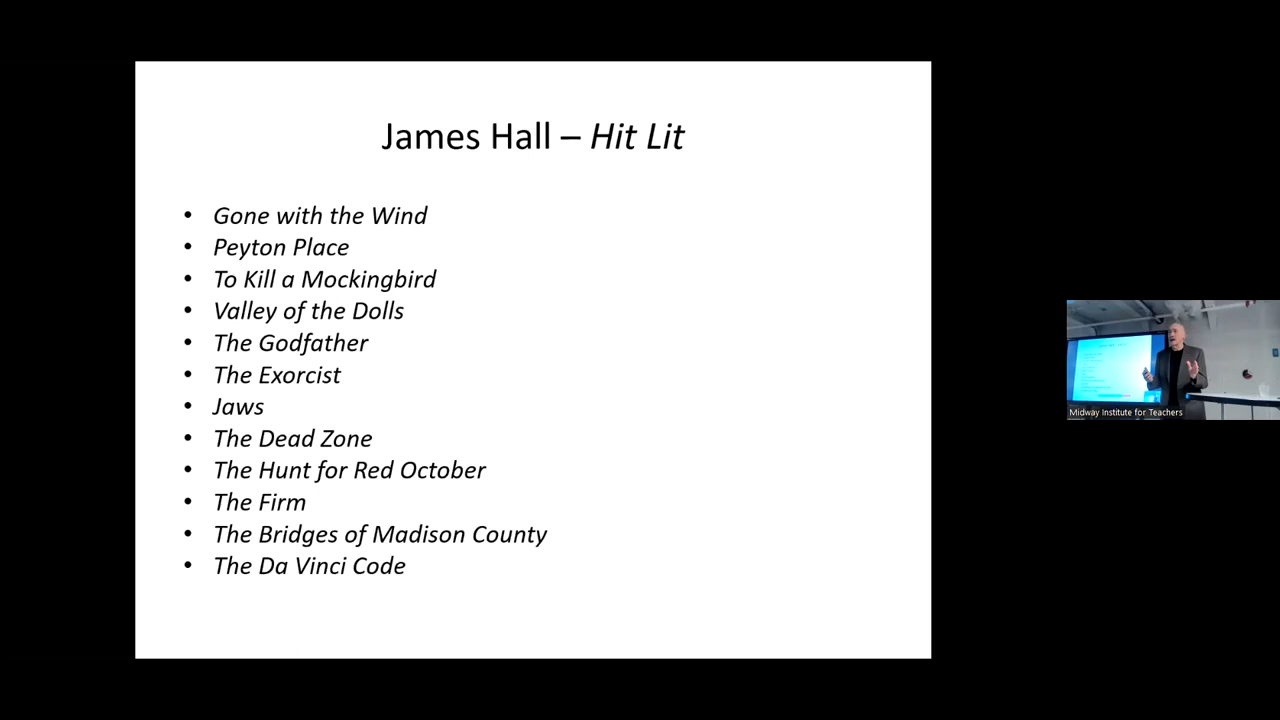 James Hall – Hit Lit
• Gone with the Wind
• Peyton Place
• To Kill a Mockingbird
• Valley of the Dolls
• The Godfather
• The Exorcist
• Jaws
• The Dead Zone
• The Hunt for Red October
• The Firm
• The Bridges of Madison County
• The Da Vinci Code
Midway Institute for Teachers